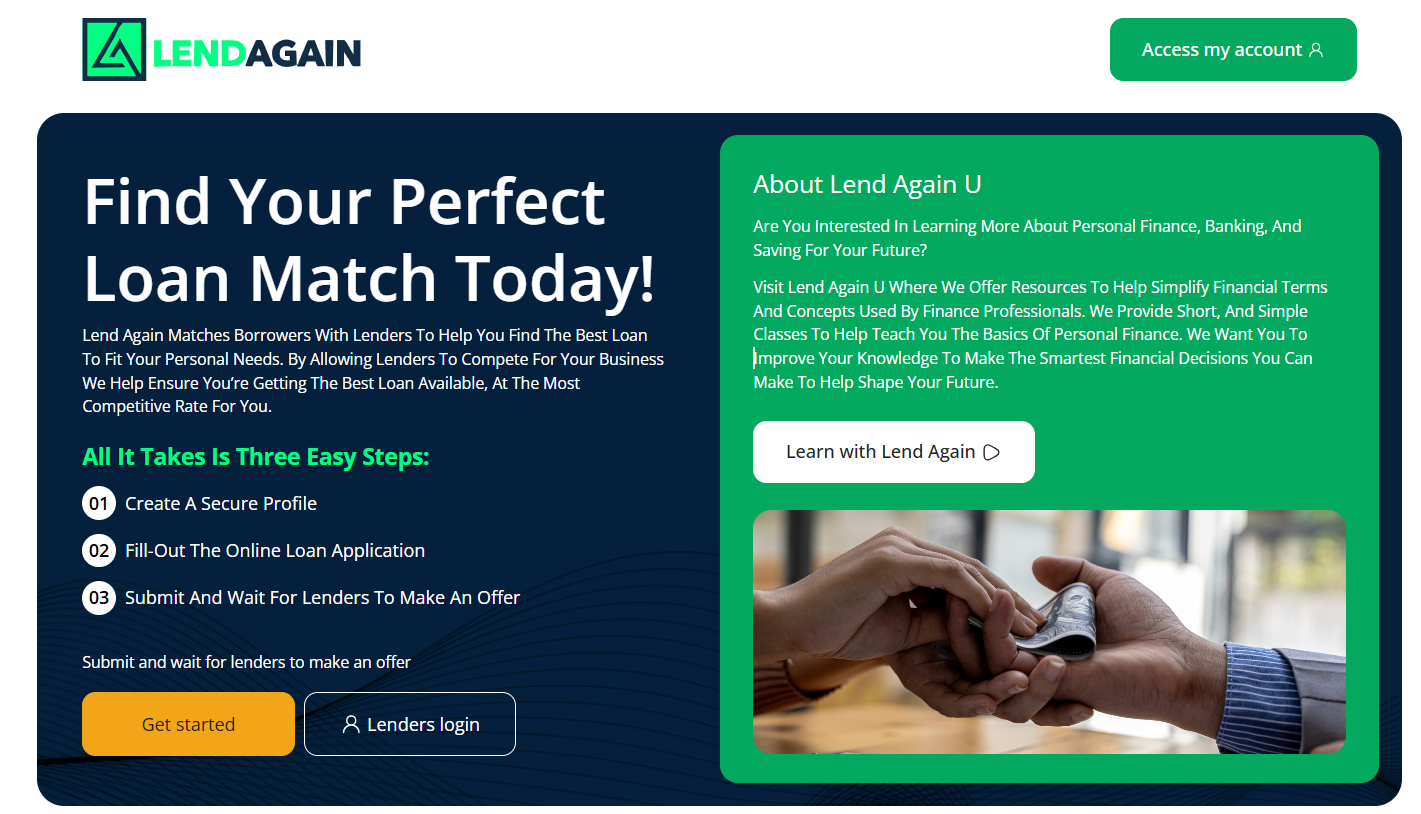 LENDAGAIN
Access my account
Find Your Perfect
Loan Match Today!
Lend Again Matches Borrowers With Lenders To Help You Find The Best Loan
To Fit Your Personal Needs. By Allowing Lenders To Compete For Your Business
We Help Ensure You’re Getting The Best Loan Available, At The Most
Competitive Rate For You.
All It Takes Is Three Easy Steps:
01 Create A Secure Profile
02 Fill-Out The Online Loan Application
03 Submit And Wait For Lenders To Make An Offer
Submit and wait for lenders to make an offer
Get started
Lenders login
About Lend Again U
Are You Interested In Learning More About Personal Finance, Banking, And
Saving For Your Future?
Visit Lend Again U Where We Offer Resources To Help Simplify Financial Terms
And Concepts Used By Finance Professionals. We Provide Short, And Simple
Classes To Help Teach You The Basics Of Personal Finance. We Want You To
Improve Your Knowledge To Make The Smartest Financial Decisions You Can
Make To Help Shape Your Future.
Learn with Lend Again